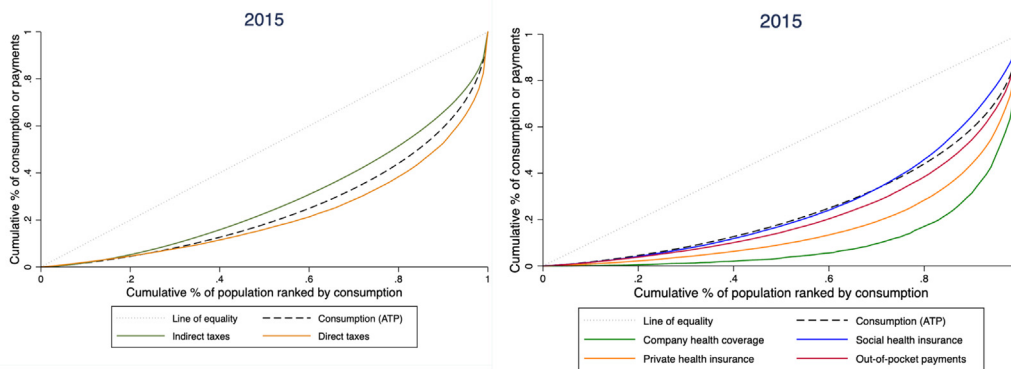 2015
Cumulative % of consumption or payments
0 .2 .4 .6 .8 1
0 .2 .4 .6 .8 1
Cumulative % of population ranked by consumption
Line of equality Consumption (ATP)
Indirect taxes Direct taxes
2015
Cumulative % of consumption or payments
0 .2 .4 .6 .8 1
0 .2 .4 .6 .8
Cumulative % of population ranked by consumption
Line of equality Consumption (ATP)
Company health coverage Social health insurance
Private health insurance Out-of-pocket payments